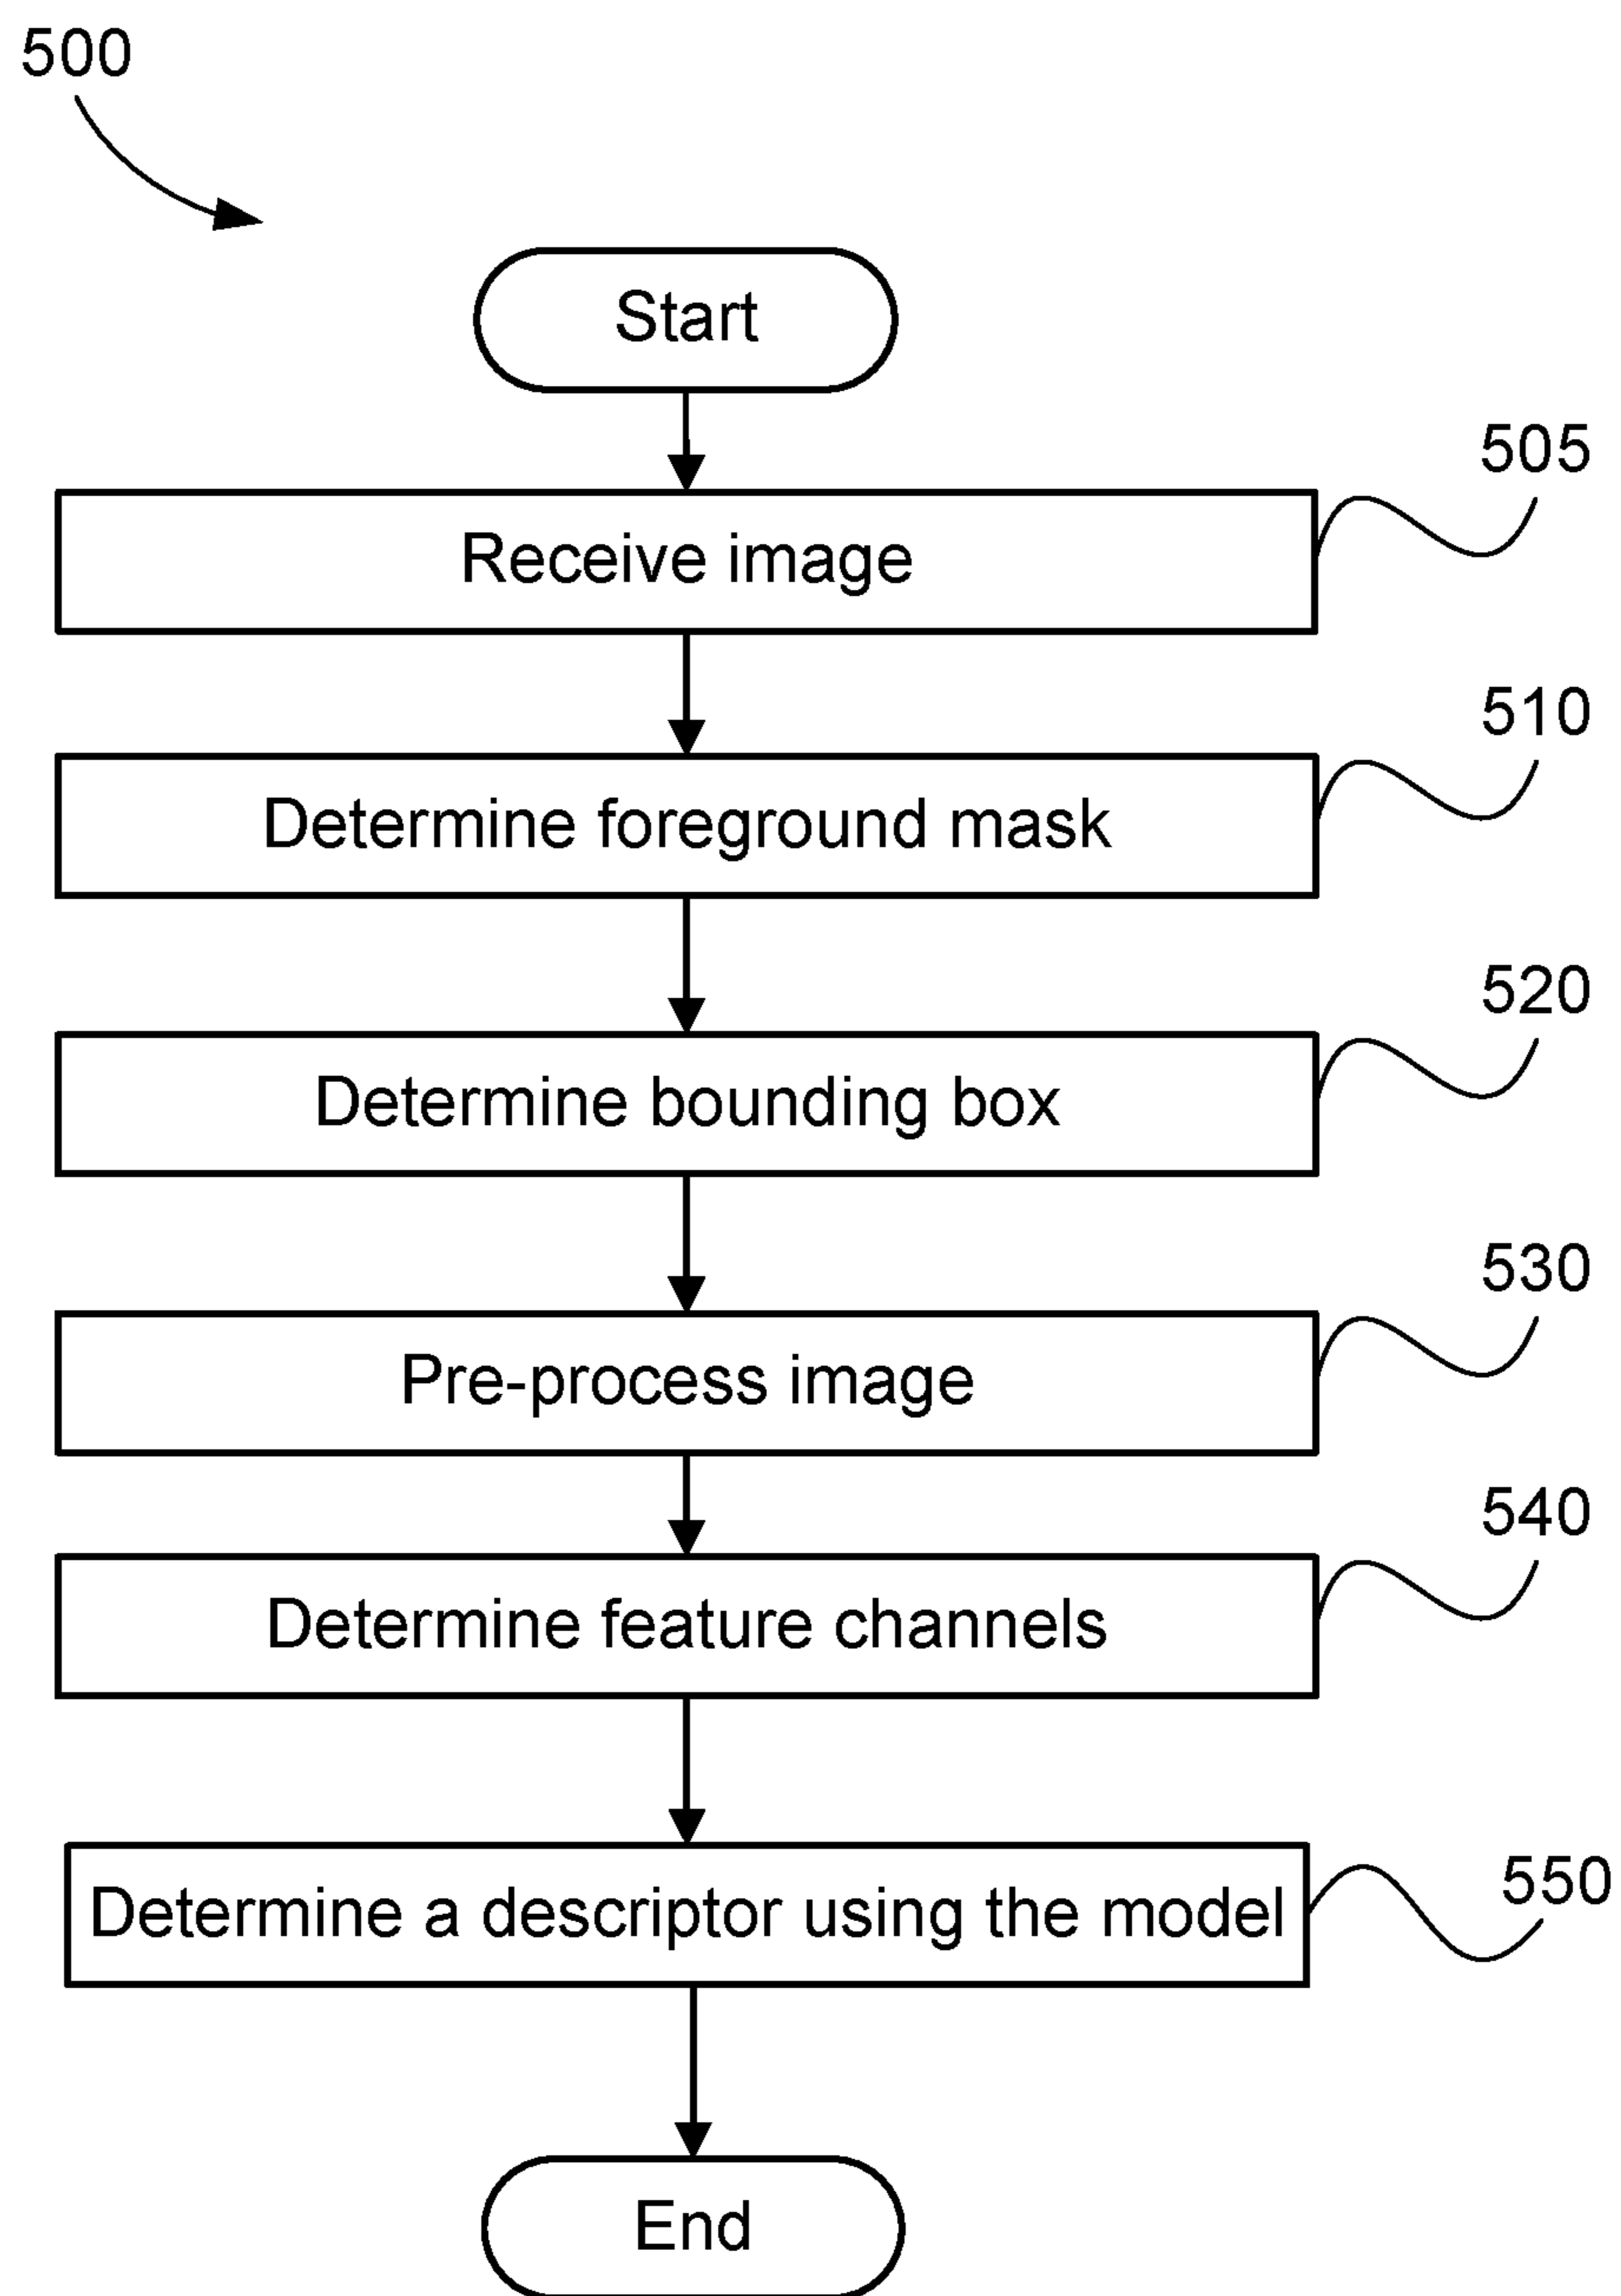 500
Start
505
Receive image
510
Determine foreground mask
520
Determine bounding box
530
Pre-process image
540
Determine feature channels
550
Determine a descriptor using the model
End